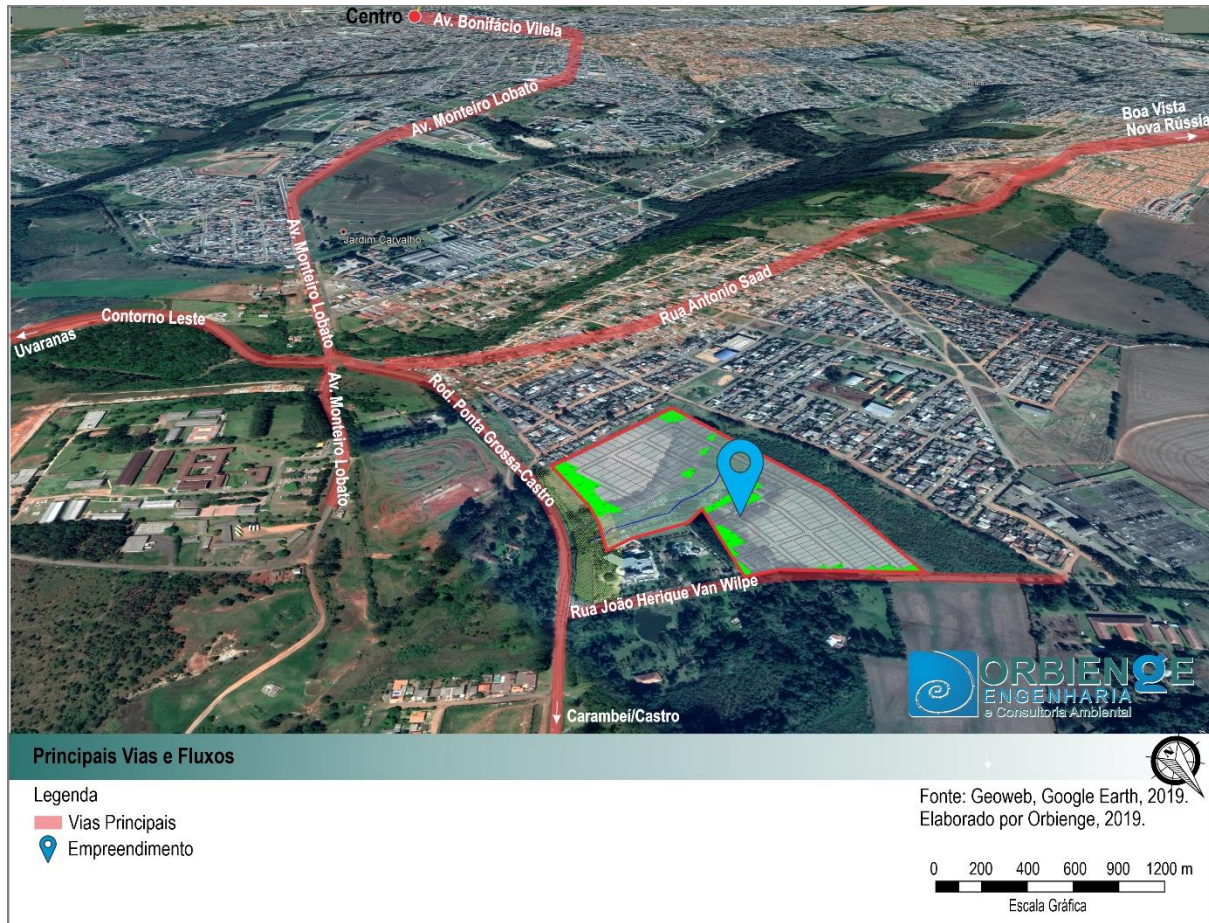 Centro
Av. Bonifácio Vilela
Av. Monteiro Lobato
Boa Vista
Nova Rússia
Av. Monteiro Lobato
Jardim Carvalho
Rua Antonio Saad
Contorno Leste
Uvaranas
Av. Monteiro Lobato
Rod. Ponta Grossa-Castro
Rua João Herique Van Wilpe
Carambeí/Castro
ORBIENGE
ENGENHARIA
e Consultoria Ambiental
Principais Vias e Fluxos
N
Legenda
Vias Principais
Empreendimento
Fonte: Geoweb, Google Earth, 2019.
Elaborado por Orbienge, 2019.
0 200 400 600 900 1200 m
Escala Gráfica